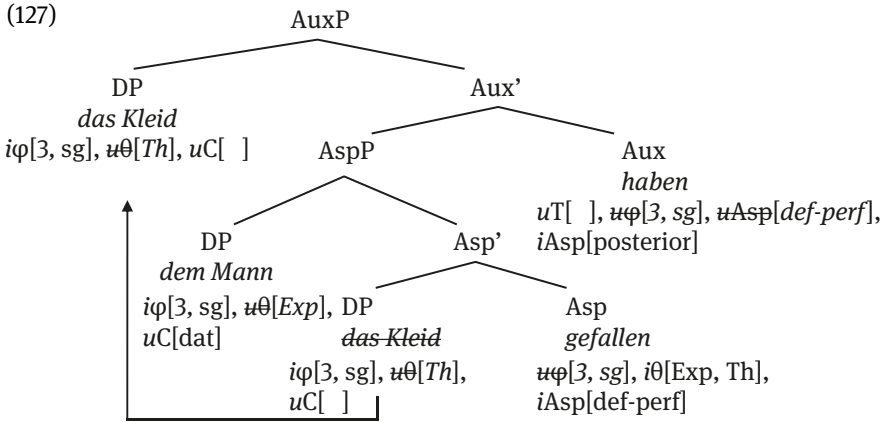 (127)
AuxP
DP Aux’
das Kleid
iφ[3, sg], uθ[Th], uC[ ] AspP Aux
haben
uT[ ], uφ[3, sg], uAsp[def-perf],
DP Asp’ iAsp[posterior]
dem Mann
iφ[3, sg], uθ[Exp], DP Asp
uC[dat] das Kleid gefallen
iφ[3, sg], uθ[Th], uφ[3, sg], iθ[Exp, Th],
uC[ ] iAsp[def-perf]